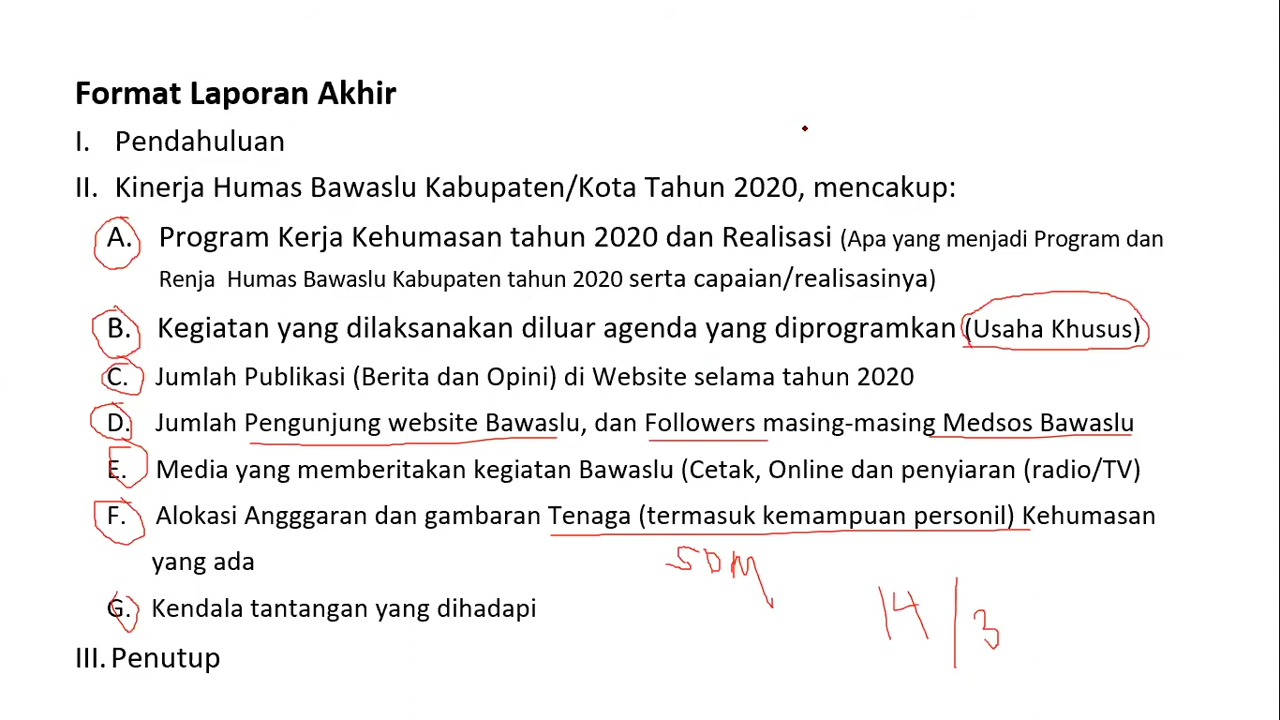 Format Laporan Akhir
I. Pendahuluan
II. Kinerja Humas Bawaslu Kabupaten/Kota Tahun 2020, mencakup:
A. Program Kerja Kehumasan tahun 2020 dan Realisasi (Apa yang menjadi Program dan
Renja Humas Bawaslu Kabupaten tahun 2020 serta capaian/realisasinya)
B. Kegiatan yang dilaksanakan diluar agenda yang diprogramkan (Usaha Khusus)
C. Jumlah Publikasi (Berita dan Opini) di Website selama tahun 2020
D. Jumlah Pengunjung website Bawaslu, dan Followers masing-masing Medsos Bawaslu
E. Media yang memberitakan kegiatan Bawaslu (Cetak, Online dan penyiaran (radio/TV)
F. Alokasi Angggaran dan gambaran Tenaga (termasuk kemampuan personil) Kehumasan
yang ada
SDM
G. Kendala tantangan yang dihadapi
14/3
III. Penutup